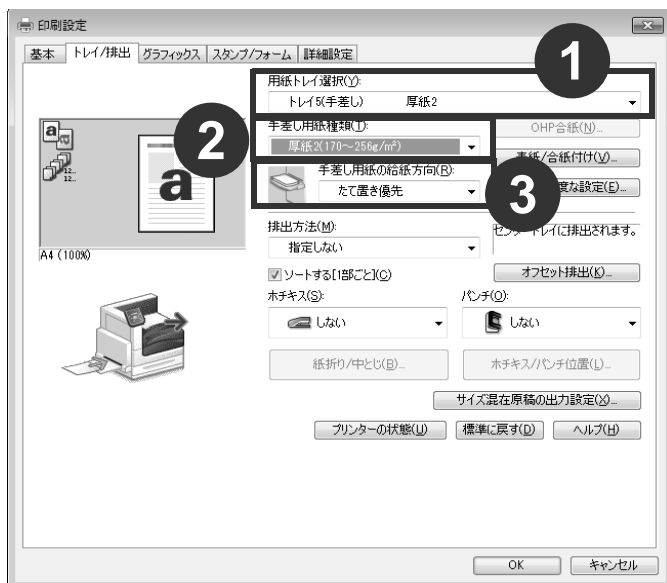 印刷設定
基本 トレイ/排出 グラフィックス スタンプ/フォーム 詳細設定
1
用紙トレイ選択(Y):
トレイ5(手差し) 厚紙2
2
手差し用紙種類(T):
厚紙2(170～256g/m²)
OHP合紙(N)...
表紙/合紙付け(V)...
手差し用紙の給紙方向(R):
たて置き優先
3
度な設定(E)...
排出方法(M):
指定しない
センタートレイに排出されます。
A4 (100%)
ソートする[1部ごと](C)
オフセット排出(K)...
ホチキス(S):
しない
パンチ(O):
しない
紙折り/中とじ(B)...
ホチキス/パンチ位置(L)...
サイズ混在原稿の出力設定(X)...
プリンターの状態(U) 標準に戻す(D) ヘルプ(H)
OK キャンセル
a
a
12..
12..
a